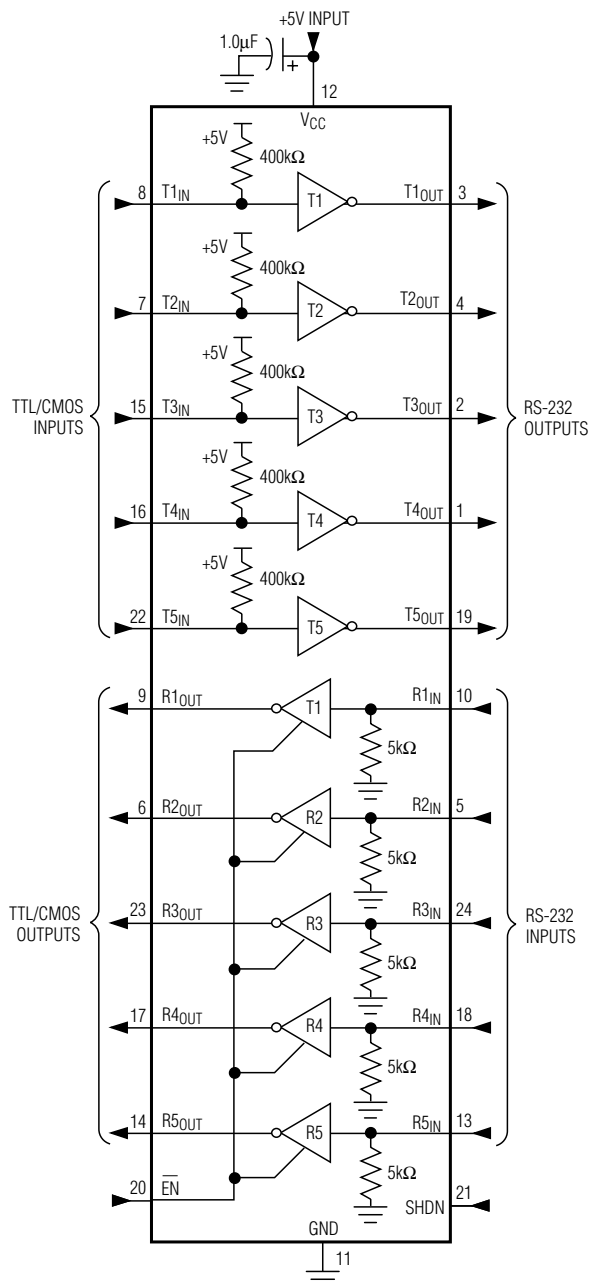 +5V INPUT
1.0μF
+
12
VCC
+5V
400kΩ
8 T1IN T1 T1OUT 3
+5V
400kΩ
7 T2IN T2 T2OUT 4
+5V
400kΩ
TTL/CMOS
INPUTS
15 T3IN T3 T3OUT 2
RS-232
OUTPUTS
+5V
400kΩ
16 T4IN T4 T4OUT 1
+5V
400kΩ
22 T5IN T5 T5OUT 19
9 R1OUT T1 R1IN 10
5kΩ
6 R2OUT R2 R2IN 5
5kΩ
TTL/CMOS
OUTPUTS
23 R3OUT R3 R3IN 24
RS-232
INPUTS
5kΩ
17 R4OUT R4 R4IN 18
5kΩ
14 R5OUT R5 R5IN 13
5kΩ
20 E̅N̅
SHDN 21
GND
11